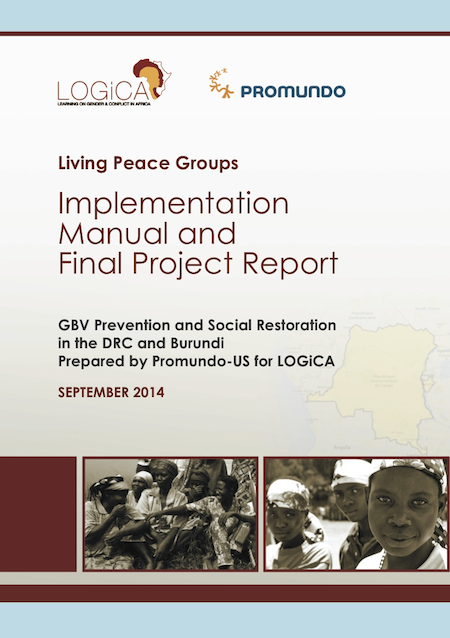 LOGiCA
LEARNING ON GENDER & CONFLICT IN AFRICA
PROMUNDO
Living Peace Groups
Implementation
Manual and
Final Project Report
GBV Prevention and Social Restoration
in the DRC and Burundi
Prepared by Promundo-US for LOGiCA
SEPTEMBER 2014